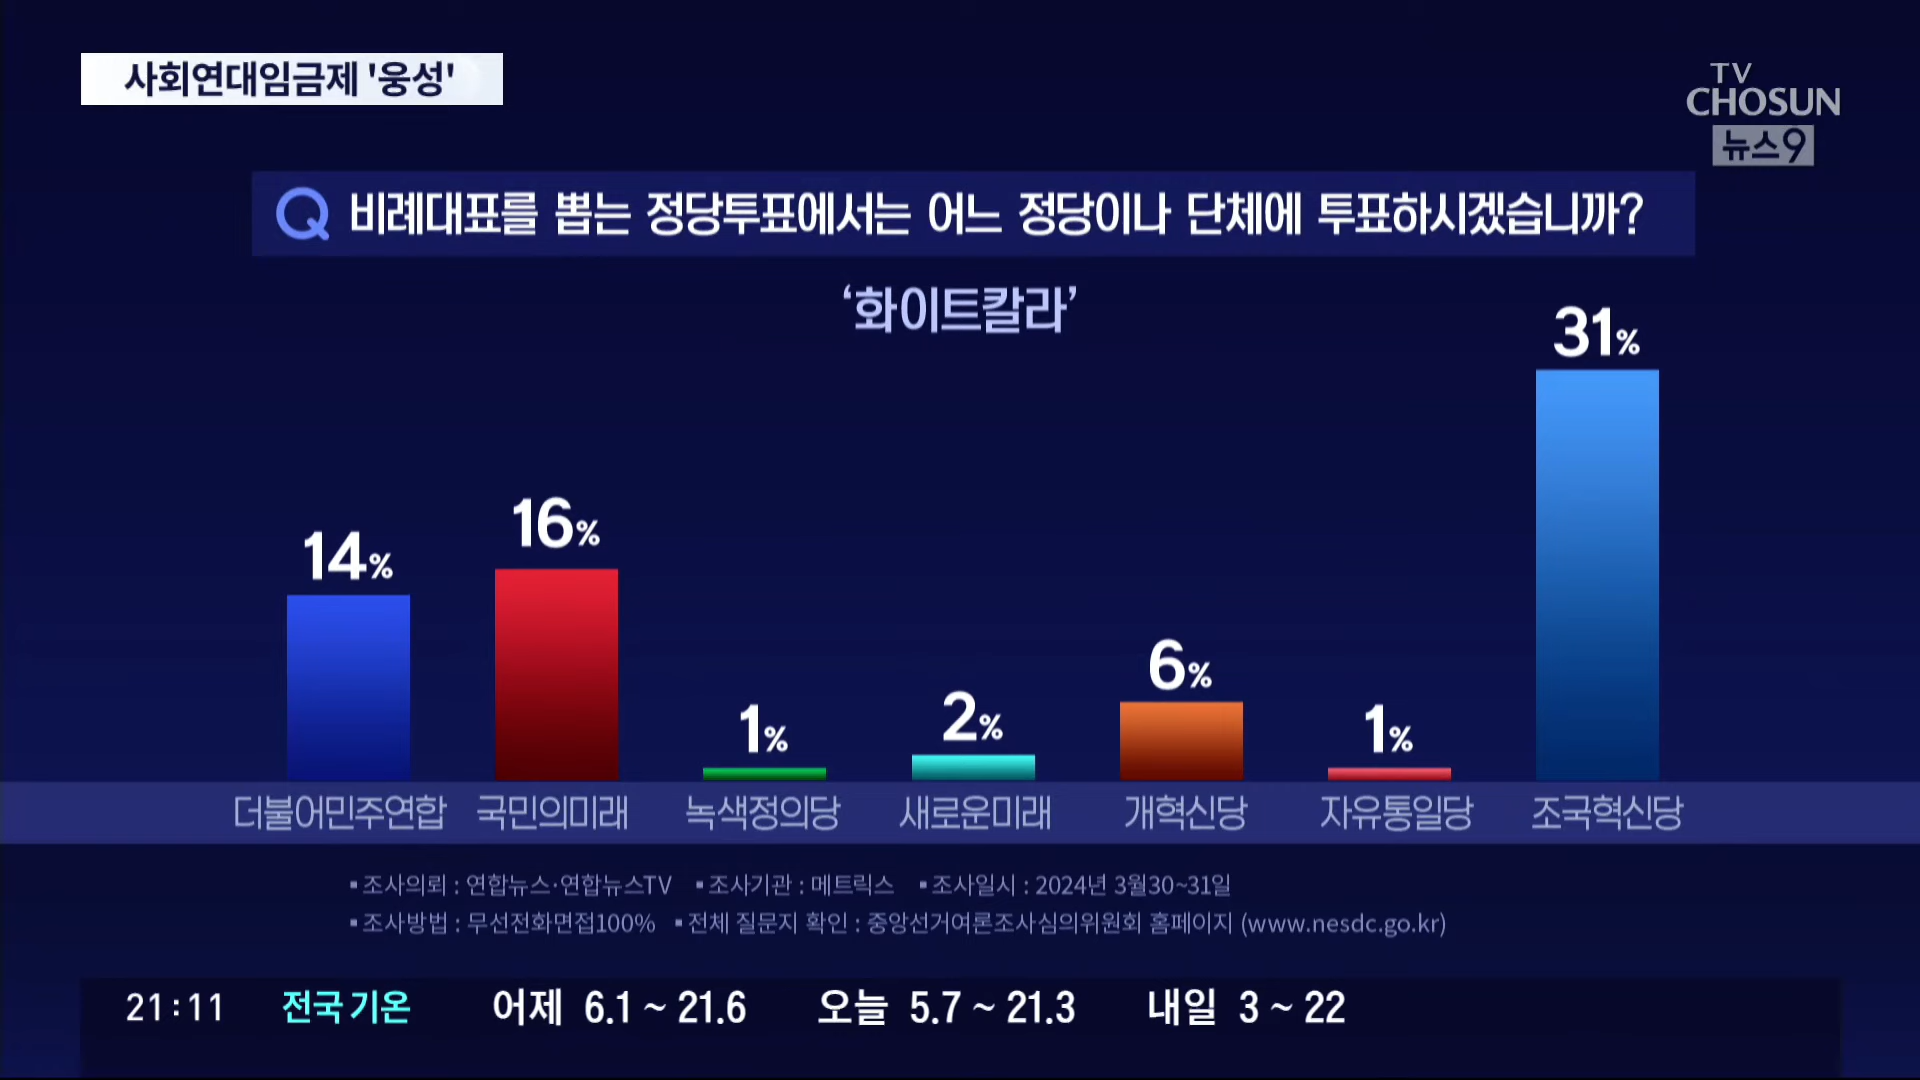 사회연대임금제 '웅성'
TV
CHOSUN
뉴스9
Q 비례대표를 뽑는 정당투표에서는 어느 정당이나 단체에 투표하시겠습니까?
‘화이트칼라’
14% 16% 1% 2% 6% 1% 31%
더불어민주연합 국민의미래 녹색정의당 새로운미래 개혁신당 자유통일당 조국혁신당
▪조사의뢰 : 연합뉴스·연합뉴스TV ▪조사기관 : 메트릭스 ▪조사일시 : 2024년 3월30~31일
▪조사방법 : 무선전화면접100% ▪전체 질문지 확인 : 중앙선거여론조사심의위원회 홈페이지 (www.nesdc.go.kr)
21:11 전국 기온 어제 6.1 ~ 21.6 오늘 5.7 ~ 21.3 내일 3 ~ 22